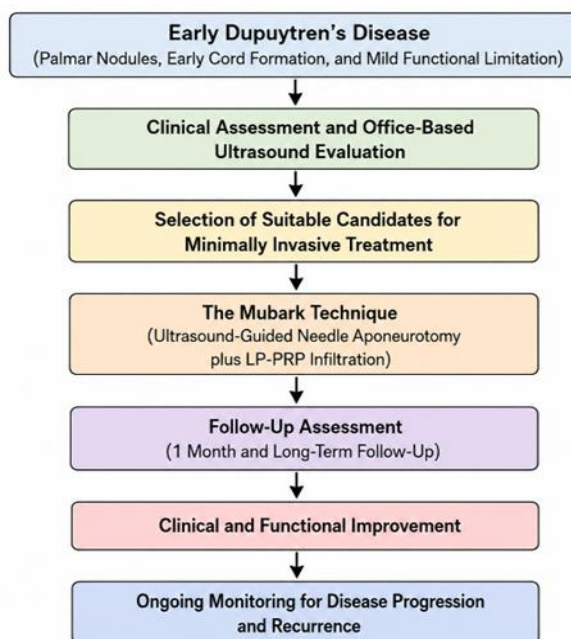 Early Dupuytren's Disease
(Palmar Nodules, Early Cord Formation, and Mild Functional Limitation)
Clinical Assessment and Office-Based
Ultrasound Evaluation
Selection of Suitable Candidates for
Minimally Invasive Treatment
The Mubark Technique
(Ultrasound-Guided Needle Aponeurotomy
plus LP-PRP Infiltration)
Follow-Up Assessment
(1 Month and Long-Term Follow-Up)
Clinical and Functional Improvement
Ongoing Monitoring for Disease Progression
and Recurrence